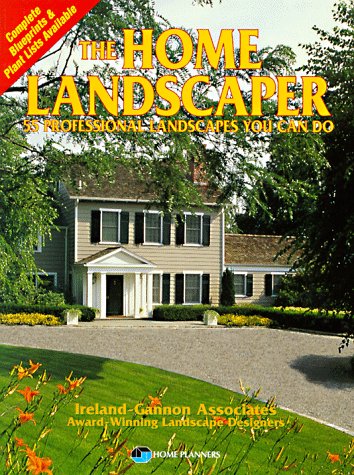 Complete
Blueprints &
Plant Lists Available
THE HOME
LANDSCAPER
55 PROFESSIONAL LANDSCAPES YOU CAN DO
Ireland-Gannon Associates
Award-Winning Landscape Designers
HOME PLANNERS